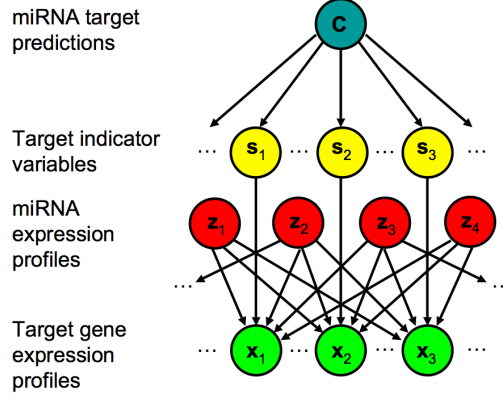 miRNA target
predictions
C
Target indicator
variables
... s1 ... s2 ... s3 ...
miRNA
expression
profiles
z1 z2 z3 z4
... ...
Target gene
expression
profiles
... x1 ... x2 ... x3 ...